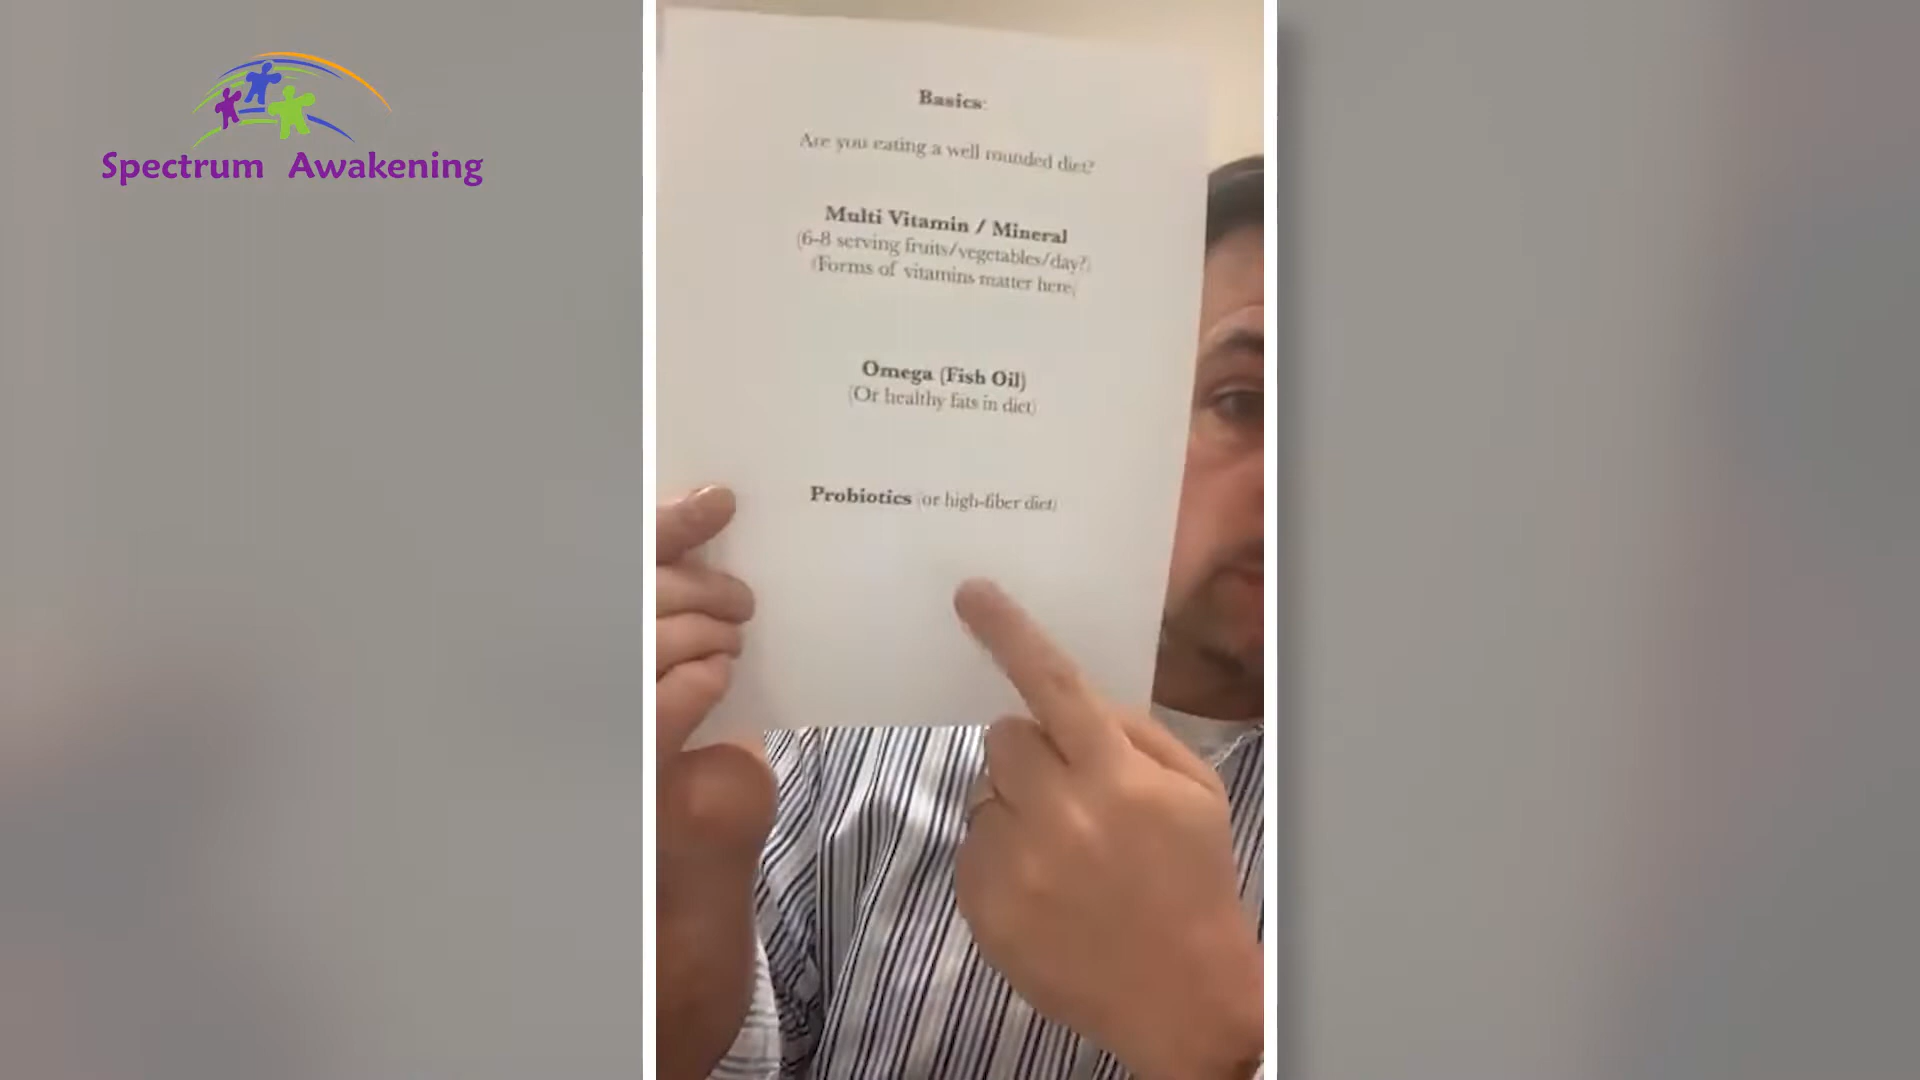 Spectrum Awakening
Basics:
Are you eating a well rounded diet?
Multi Vitamin / Mineral
(6-8 serving fruits/vegetables/day?)
(Forms of vitamins matter here)
Omega (Fish Oil)
(Or healthy fats in diet)
Probiotics (or high-fiber diet)